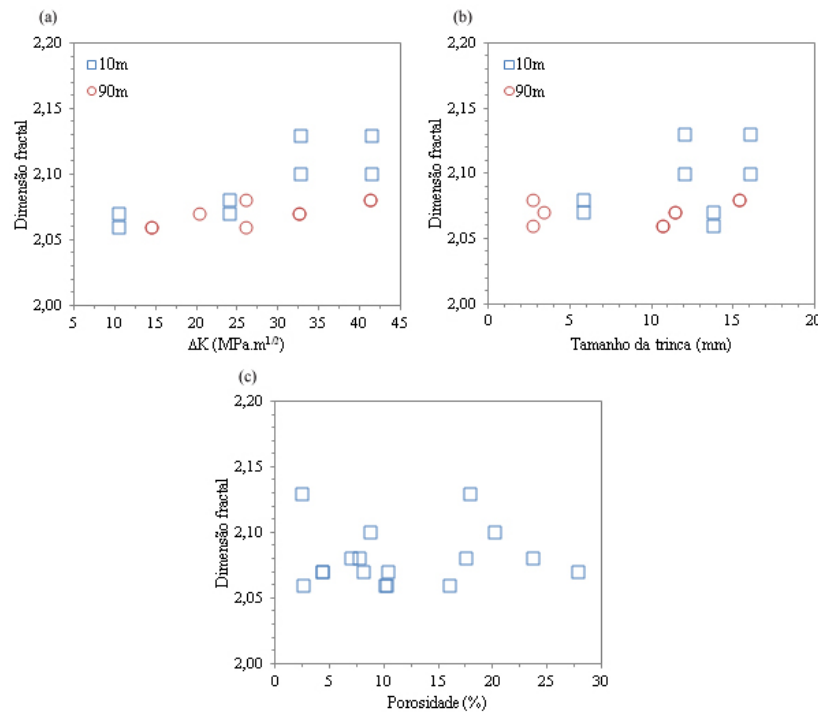 (a)
2,20
2,15
2,10
2,05
2,00
Dimensão fractal
10m
90m
5 10 15 20 25 30 35 40 45
ΔK (MPa.m1/2)
(b)
2,20
2,15
2,10
2,05
2,00
Dimensão fractal
10m
90m
0 5 10 15 20
Tamanho da trinca (mm)
(c)
2,20
2,15
2,10
2,05
2,00
Dimensão fractal
0 5 10 15 20 25 30
Porosidade (%)